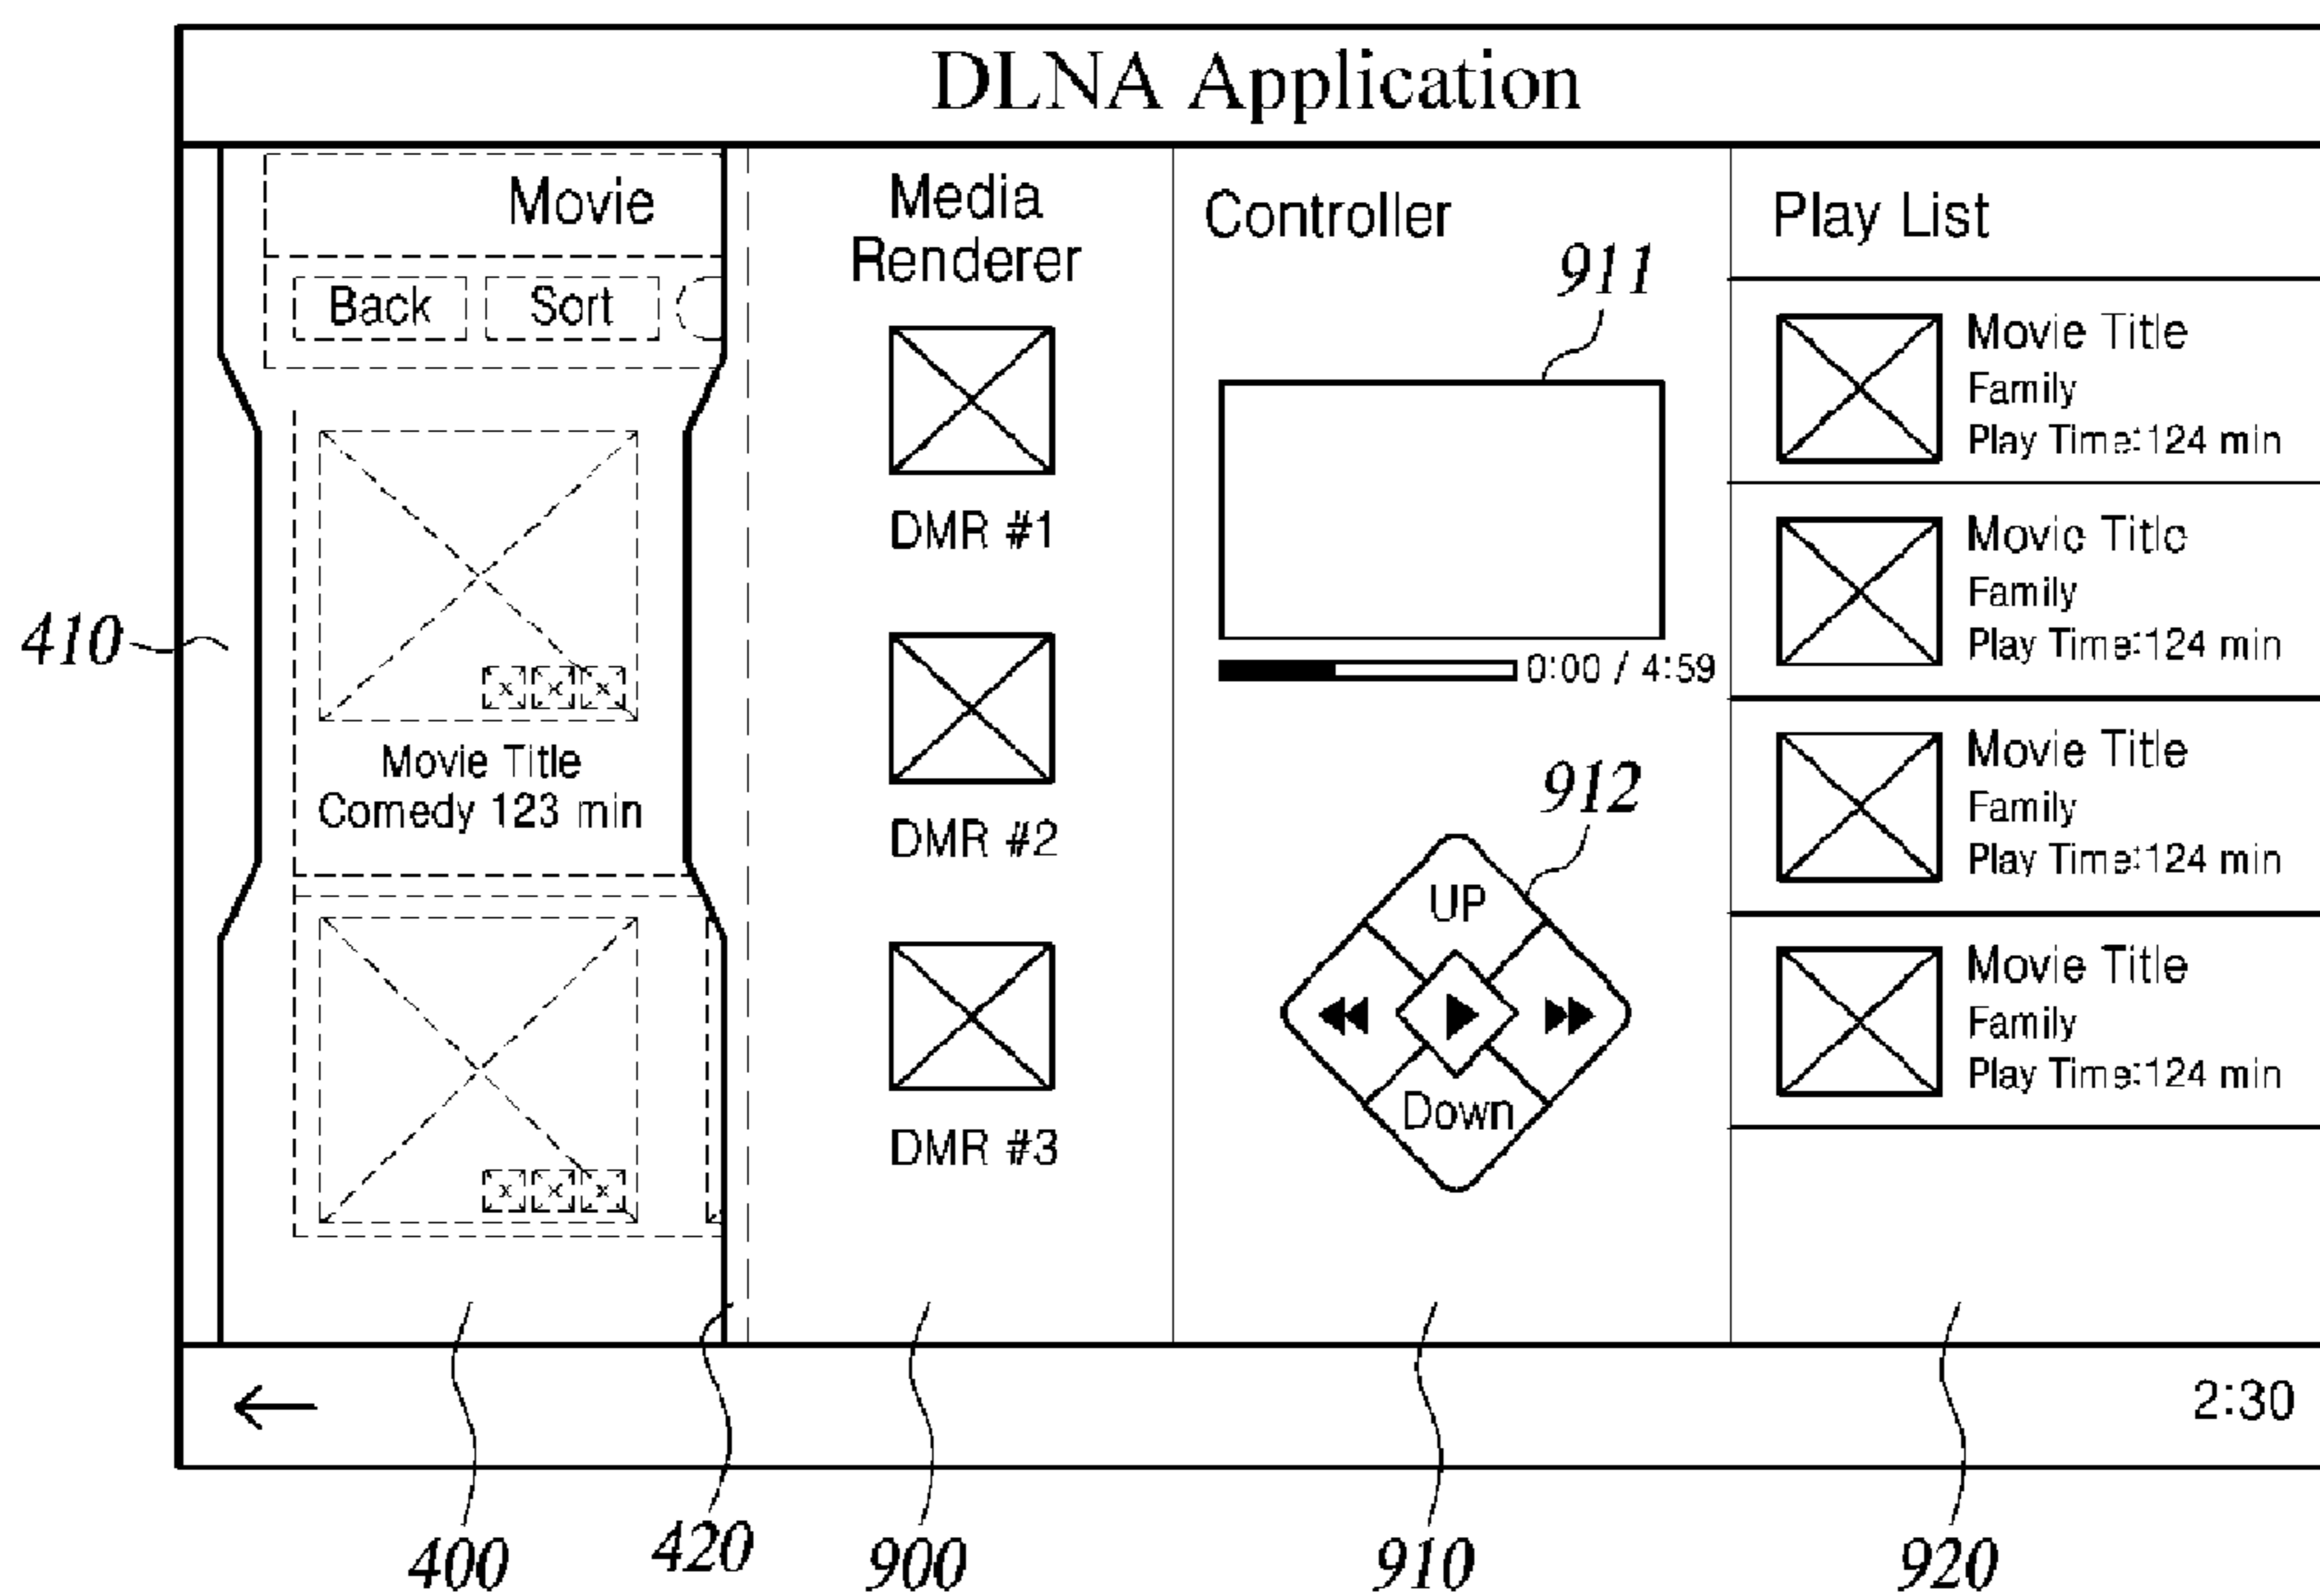 DLNA Application
Movie
Back
Sort
x x x
Movie Title
Comedy 123 min
x x x
410
Media
Renderer
DMR #1
DMR #2
DMR #3
Controller
911
0:00 / 4:59
912
UP
Down
Play List
Movie Title
Family
Play Time:124 min
Movie Title
Family
Play Time:124 min
Movie Title
Family
Play Time:124 min
Movie Title
Family
Play Time:124 min
2:30
400
420
900
910
920